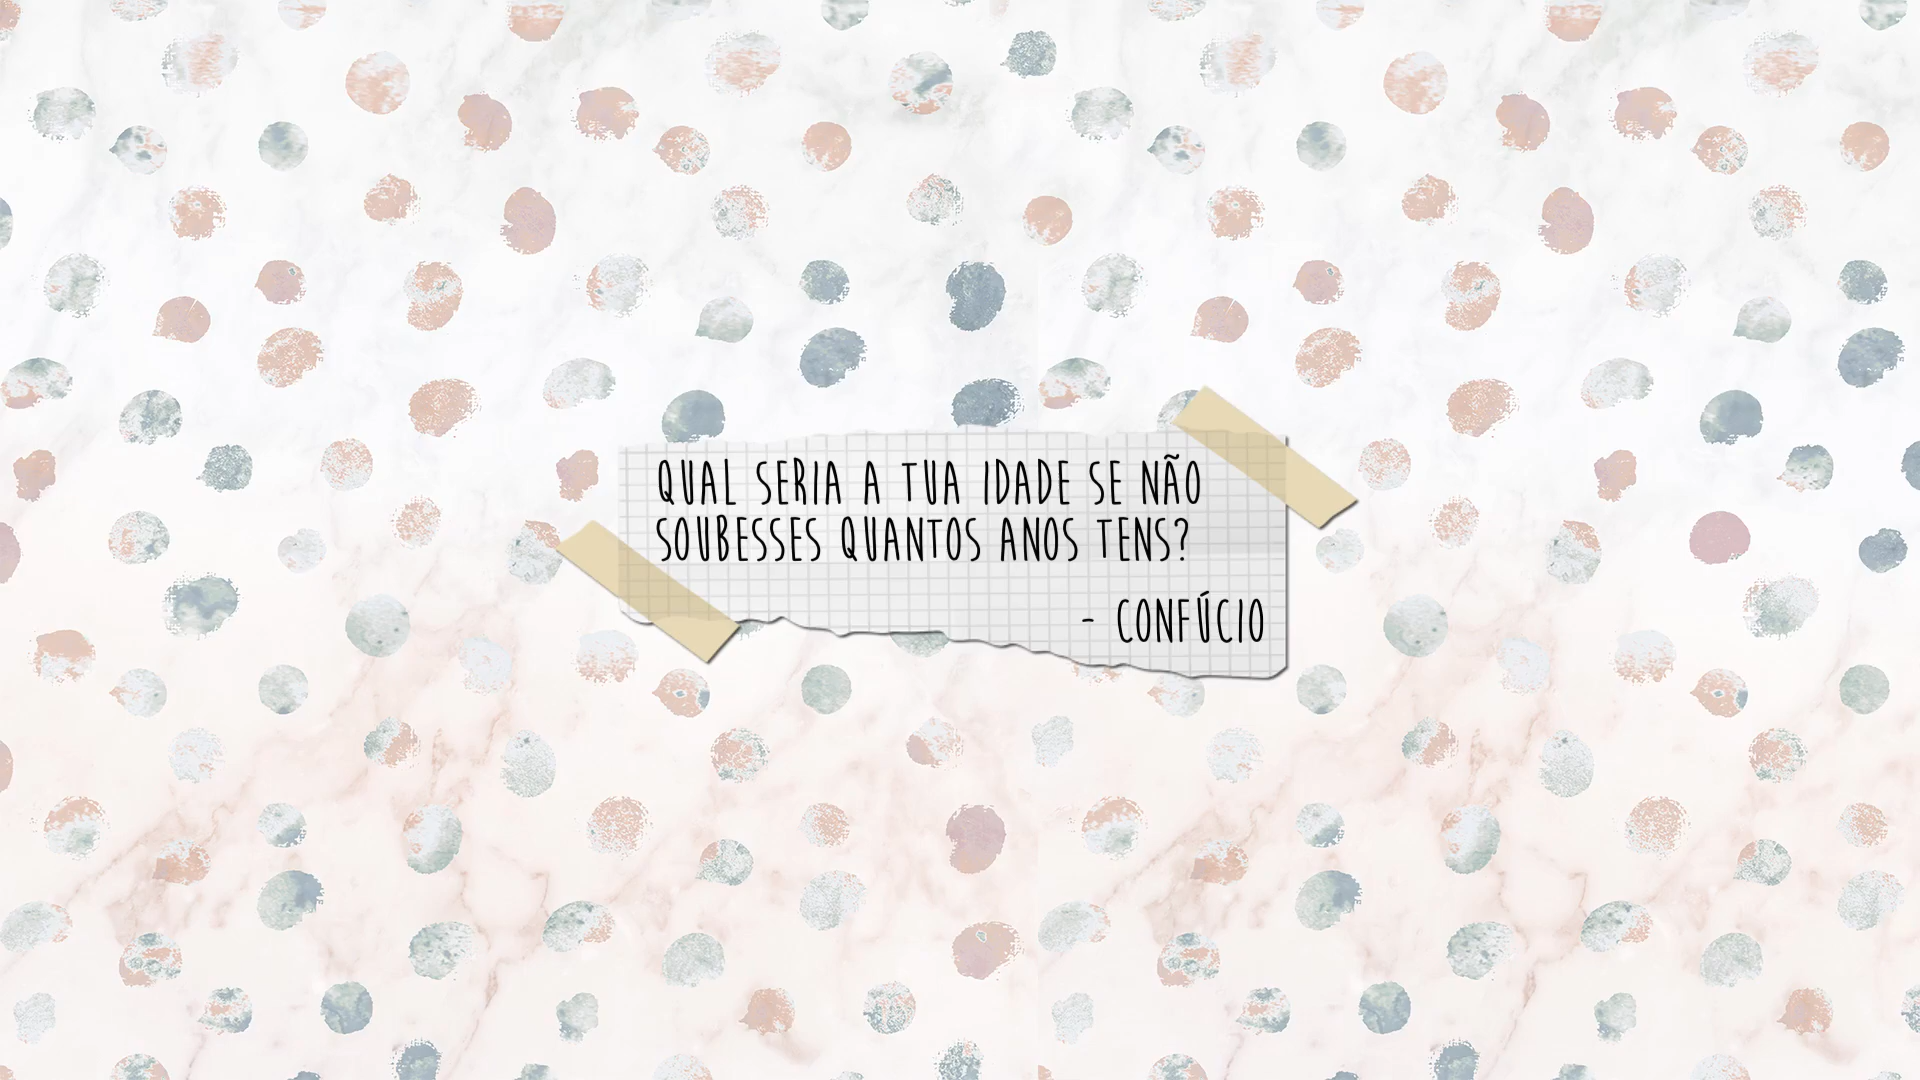 QUAL SERIA A TUA IDADE SE NÃO
SOUBESSES QUANTOS ANOS TENS?
- CONFÚCIO